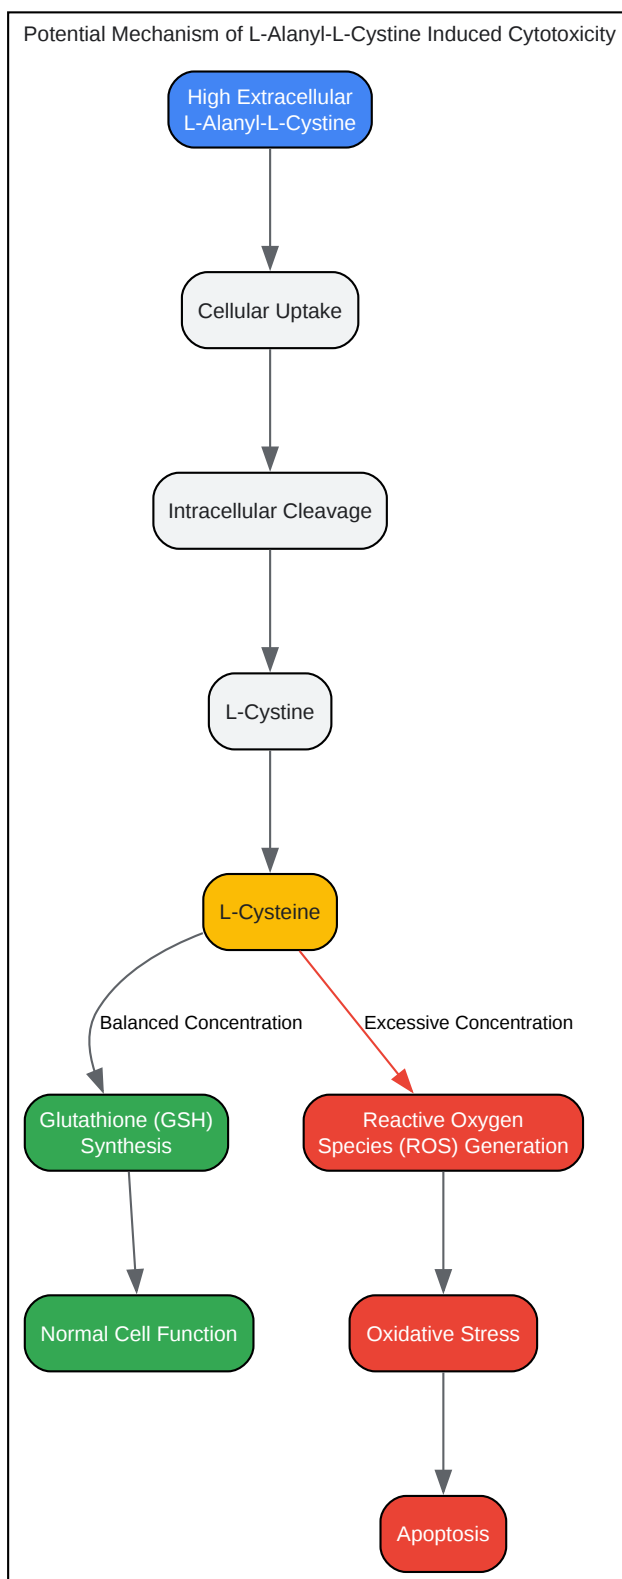 Potential Mechanism of L-Alanyl-L-Cystine Induced Cytotoxicity
High Extracellular
L-Alanyl-L-Cystine
Cellular Uptake
Intracellular Cleavage
L-Cystine
L-Cysteine
Balanced Concentration
Excessive Concentration
Glutathione (GSH)
Synthesis
Reactive Oxygen
Species (ROS) Generation
Normal Cell Function
Oxidative Stress
Apoptosis